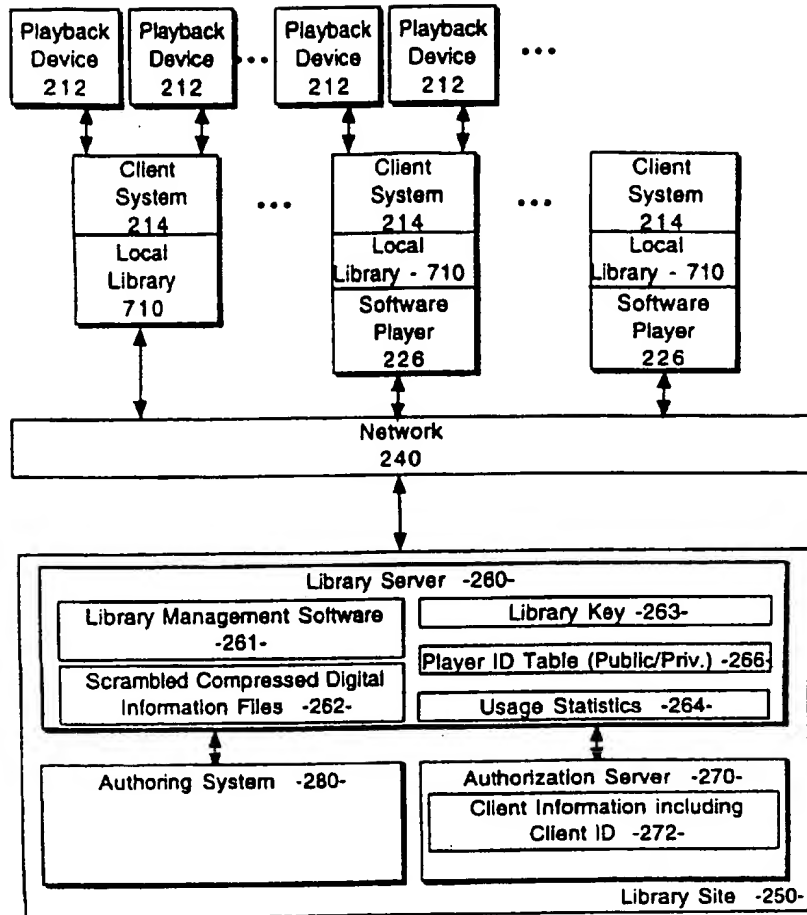 Playback Device 212
Playback Device 212
...
Playback Device 212
Playback Device 212
...
Client System 214
Local Library 710
...
Client System 214
Local Library - 710
Software Player 226
...
Client System 214
Local Library - 710
Software Player 226
Network
240
Library Server -260-
Library Management Software
-261-
Scrambled Compressed Digital
Information Files -262-
Library Key -263-
Player ID Table (Public/Priv.) -266-
Usage Statistics -264-
Authoring System -280-
Authorization Server -270-
Client Information including
Client ID -272-
Library Site -250-